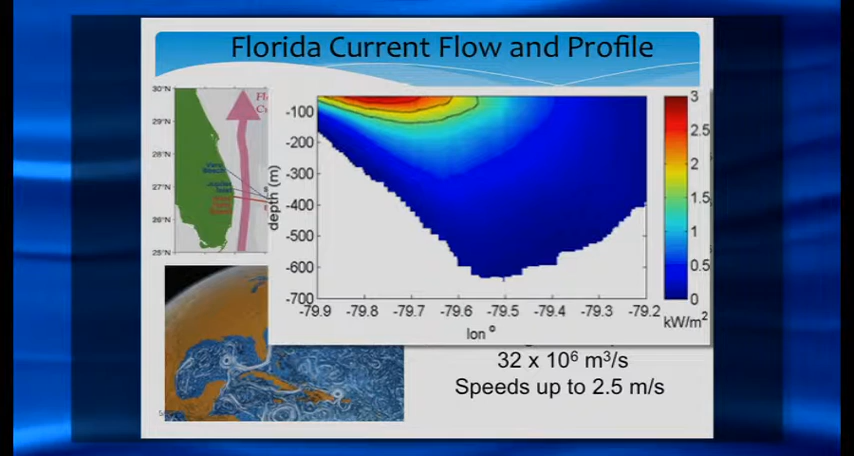 Florida Current Flow and Profile
30°N
29°N
28°N
27°N
26°N
25°N
Vero
Beach
depth (m)
-100
-200
-300
-400
-500
-600
-700
-79.9 -79.8 -79.7 -79.6 -79.5 -79.4 -79.3 -79.2
lon °
3
2.5
2
1.5
1
0.5
0
kW/m²
32 x 10⁶ m³/s
Speeds up to 2.5 m/s